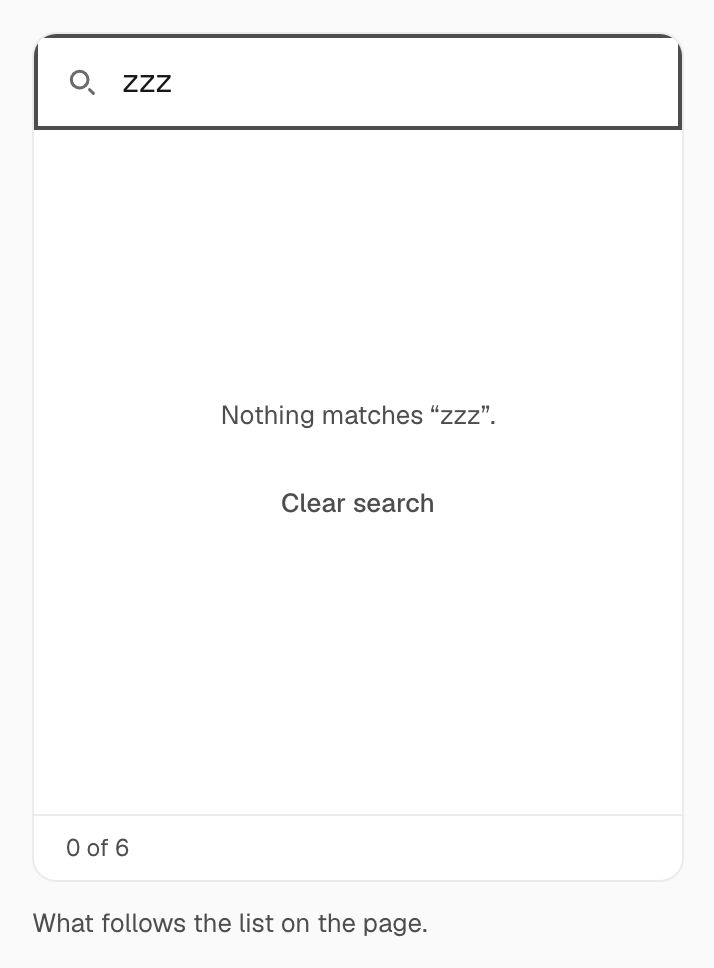 zzz
Nothing matches “zzz”.
Clear search
0 of 6
What follows the list on the page.